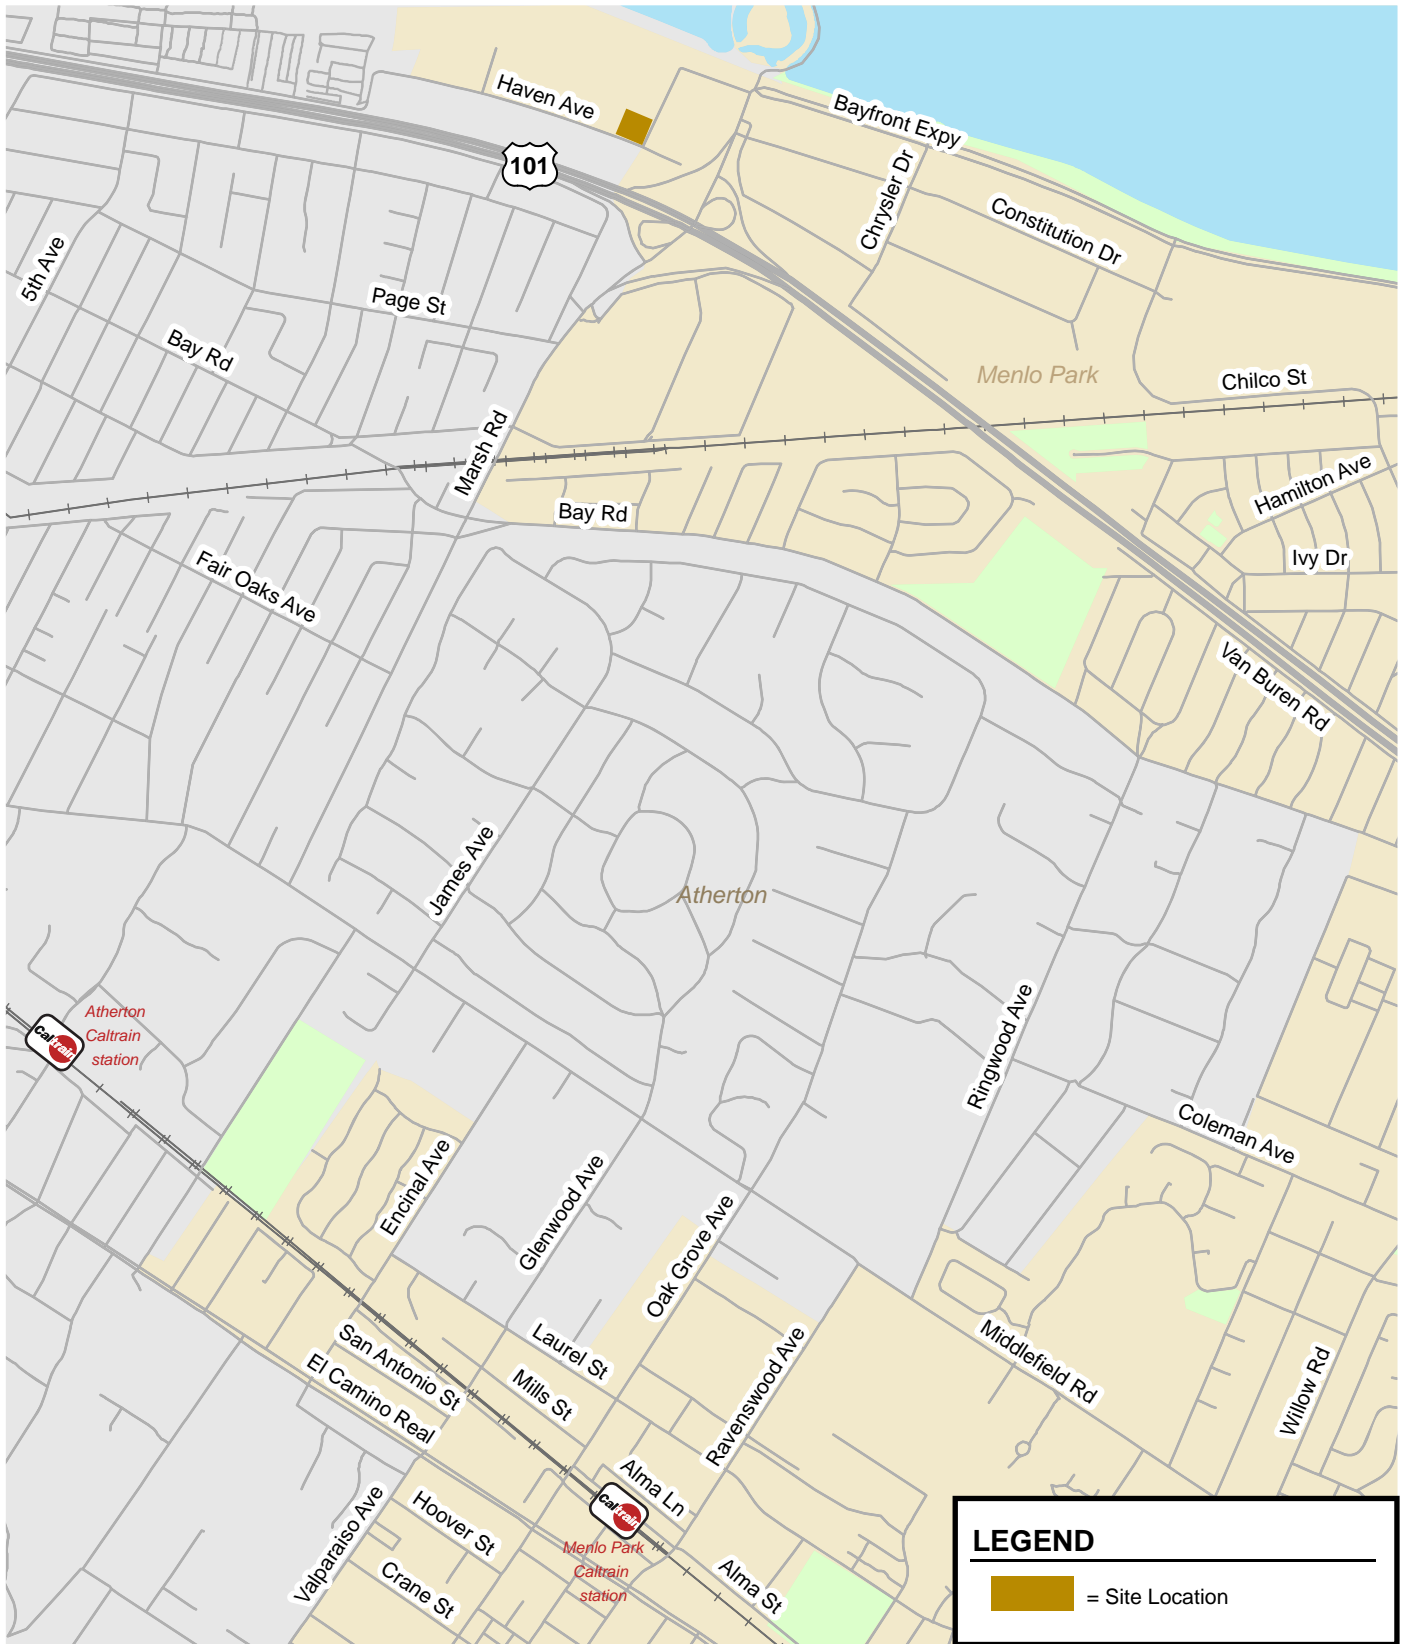 Haven Ave
Bayfront Expy
101
Chrysler Dr
Constitution Dr
5th Ave
Page St
Bay Rd
Menlo Park
Chilco St
Marsh Rd
Hamilton Ave
Bay Rd
Ivy Dr
Fair Oaks Ave
Van Buren Rd
James Ave
Atherton
Ringwood Ave
Atherton
Caltrain
station
Caltrain
Coleman Ave
Encinal Ave
Glenwood Ave
Oak Grove Ave
San Antonio St
Laurel St
Middlefield Rd
El Camino Real
Mills St
Ravenswood Ave
Willow Rd
Alma Ln
Valparaiso Ave
Hoover St
Caltrain
Menlo Park
Caltrain
station
Crane St
Alma St
LEGEND
= Site Location